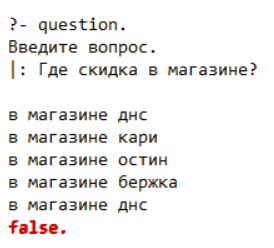 ?- question.
Введите вопрос.
|: Где скидка в магазине?
в магазине днс
в магазине кари
в магазине остин
в магазине бержка
в магазине днс
false.